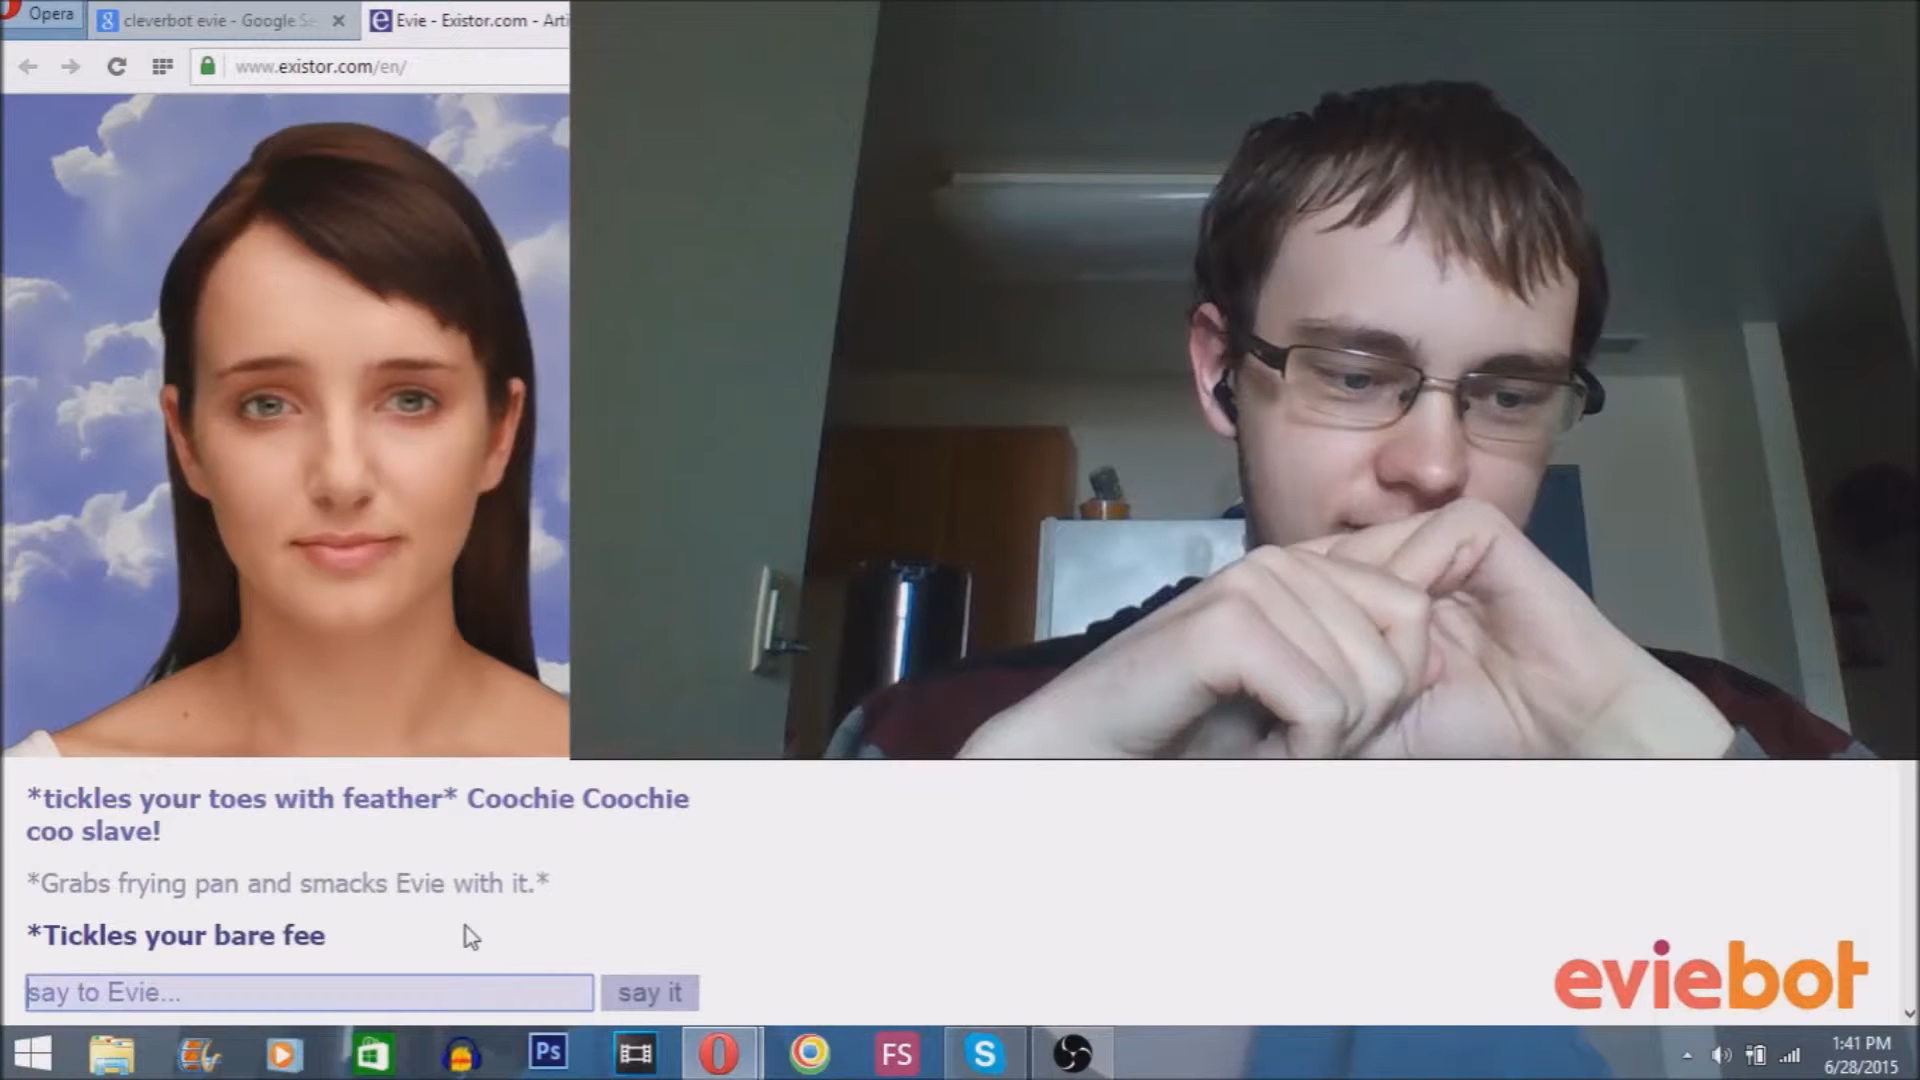 Opera
cleverbot evie - Google Se
Evie - Existor.com - Arti
www.existor.com/en/
*tickles your toes with feather* Coochie Coochie
coo slave!
*Grabs frying pan and smacks Evie with it.*
*Tickles your bare fee
say to Evie...
say it
eviebot
Ps
FS
1:41 PM
6/28/2015